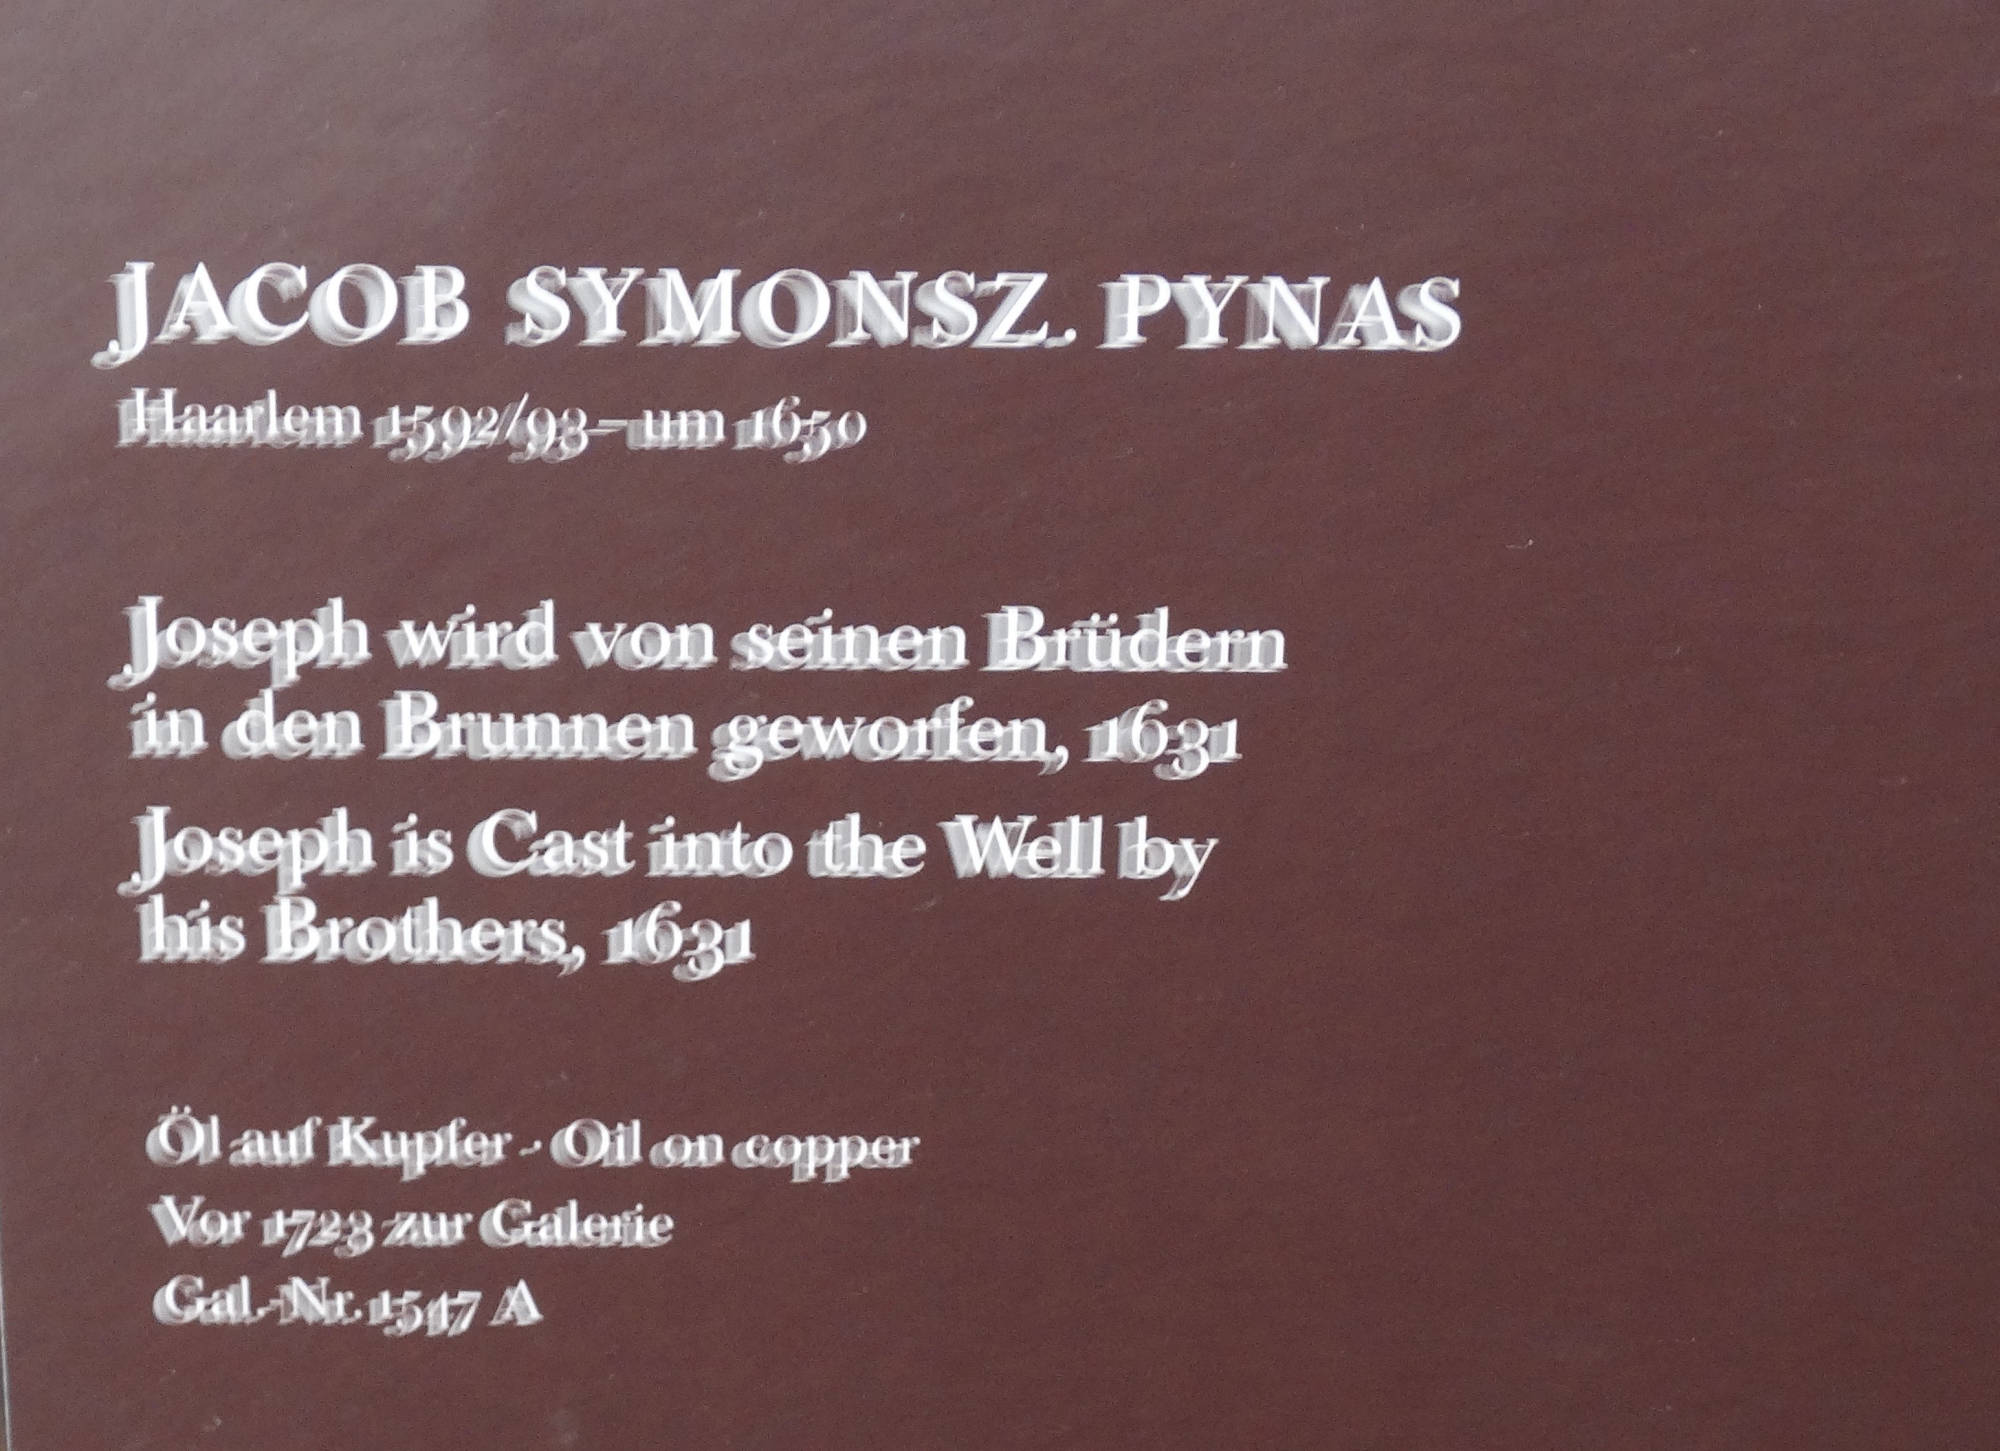 JACOB SYMONSZ. PYNAS
Haarlem 1592/93 – um 1650
Joseph wird von seinen Brüdern
in den Brunnen geworfen, 1631
Joseph is Cast into the Well by
his Brothers, 1631
Öl auf Kupfer · Oil on copper
Vor 1723 zur Galerie
Gal.-Nr. 1547 A